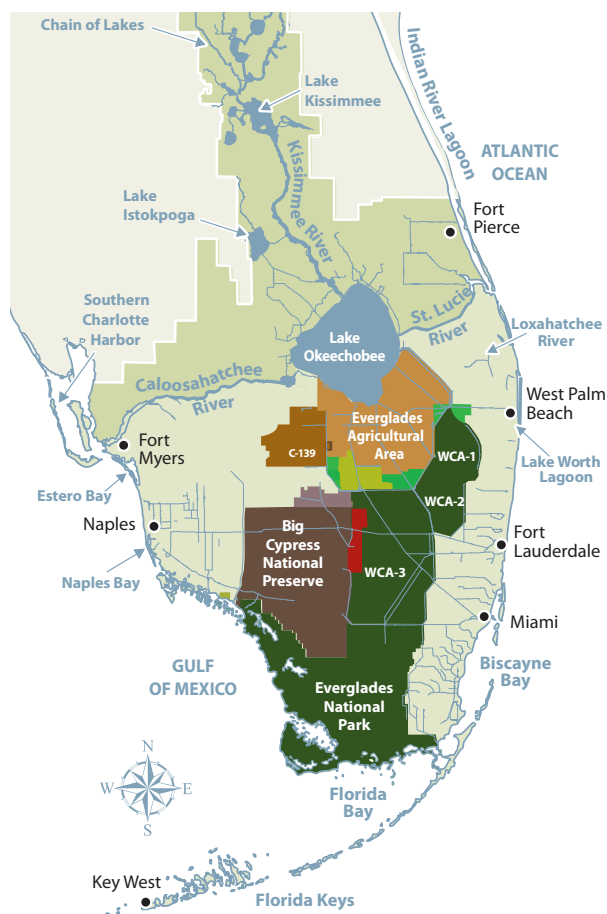 Chain of Lakes
Lake
Kissimmee
Indian River Lagoon
ATLANTIC
OCEAN
Kissimmee River
Lake
Istokpoga
Fort
Pierce
Southern
Charlotte
Harbor
St. Lucie
River
Lake
Okeechobee
Loxahatchee
River
Caloosahatchee
River
West Palm
Beach
Everglades
Agricultural
Area
C-139
Fort
Myers
WCA-1
Lake Worth
Lagoon
Estero Bay
WCA-2
Naples
Big
Cypress
National
Preserve
Fort
Lauderdale
WCA-3
Naples Bay
Miami
GULF
OF MEXICO
Biscayne
Bay
Everglades
National
Park
N
W
E
S
Florida
Bay
Key West
Florida Keys